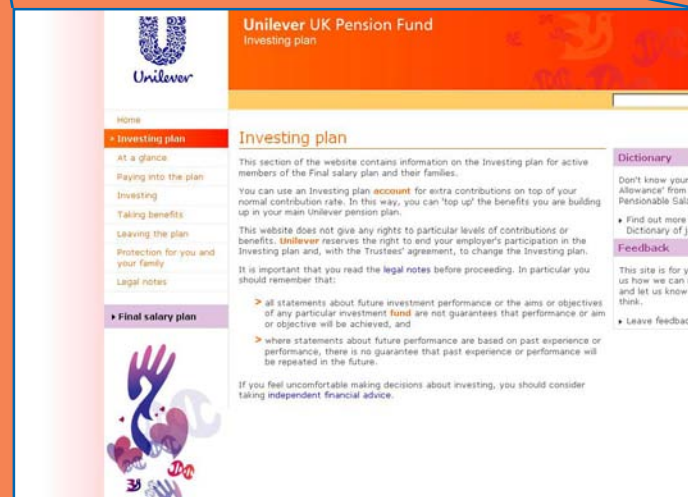 Unilever
Unilever UK Pension Fund
Investing plan
Home
Investing plan
At a glance
Paying into the plan
Investing
Taking benefits
Leaving the plan
Protection for you and
your family
Legal notes
Final salary plan
Investing plan
This section of the website contains information on the Investing plan for active
members of the Final salary plan and their families.
You can use an Investing plan account for extra contributions on top of your
normal contribution rate. In this way, you can 'top up' the benefits you are building
up in your main Unilever pension plan.
This website does not give any rights to particular levels of contributions or
benefits. Unilever reserves the right to end your employer's participation in the
Investing plan and, with the Trustees' agreement, to change the Investing plan.
It is important that you read the legal notes before proceeding. In particular you
should remember that:
> all statements about future investment performance or the aims or objectives
of any particular investment fund are not guarantees that performance or aim
or objective will be achieved, and
> where statements about future performance are based on past experience or
performance, there is no guarantee that past experience or performance will
be repeated in the future.
If you feel uncomfortable making decisions about investing, you should consider
taking independent financial advice.
Dictionary
Don't know your
Allowance' from
Pensionable Sala
Find out more
Dictionary of j
Feedback
This site is for y
us how we can
and let us know
think.
Leave feedbac